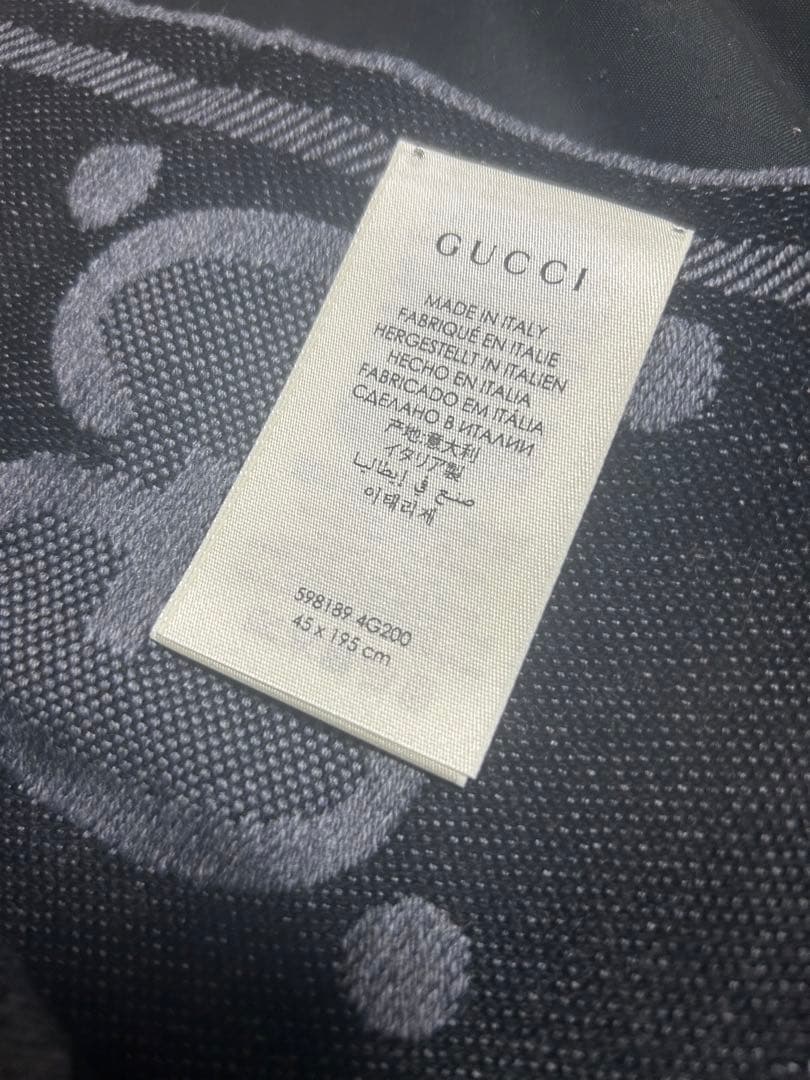 GUCCI
MADE IN ITALY
FABRIQUÉ EN ITALIE
HERGESTELLT IN ITALIEN
HECHO EN ITALIA
FABRICADO EM ITÁLIA
СДЕЛАНО В ИТАЛИИ
产地:意大利
イタリア製
صنع في إيطاليا
이태리제
598189 4G200
45 x 195 cm